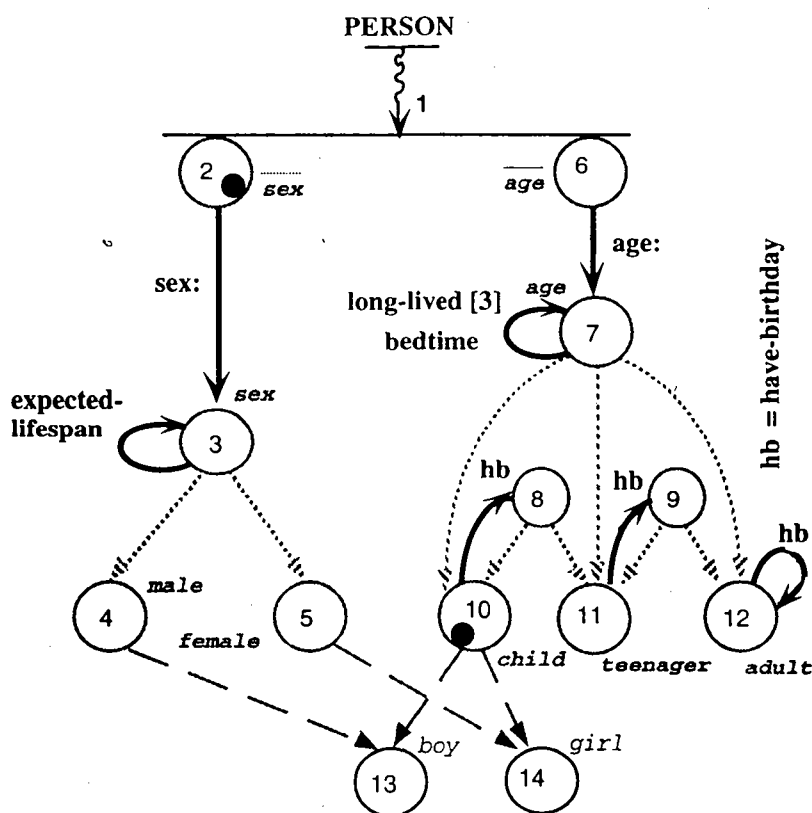 PERSON
1
2
sex
6
age
sex:
age:
hb = have-birthday
age
long-lived [3]
bedtime
7
sex
expected-
lifespan
3
hb
8
hb
9
hb
male
4
female
5
10
child
11
teenager
12
adult
boy
13
girl
14